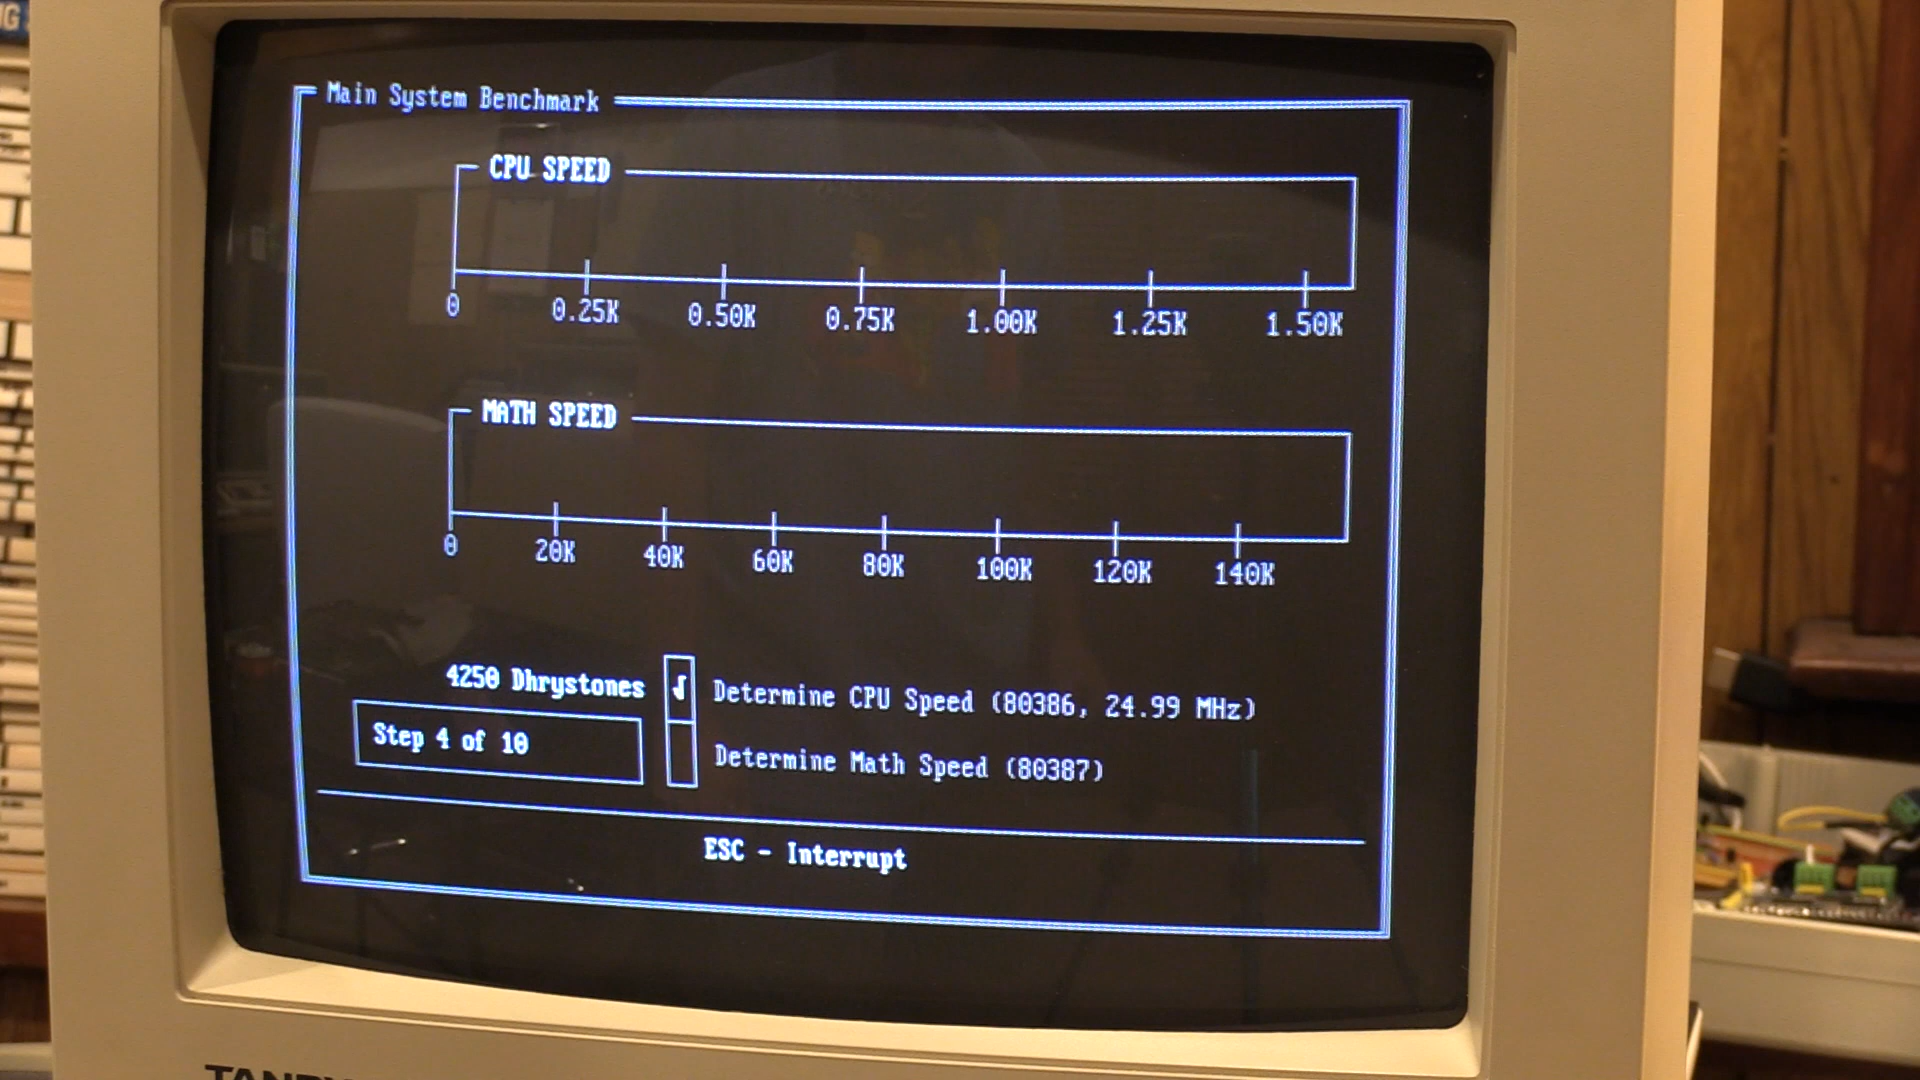 Main System Benchmark
CPU SPEED
0 0.25K 0.50K 0.75K 1.00K 1.25K 1.50K
MATH SPEED
0 20K 40K 60K 80K 100K 120K 140K
4250 Dhrystones √ Determine CPU Speed (80386, 24.99 MHz)
Step 4 of 10 Determine Math Speed (80387)
ESC - Interrupt